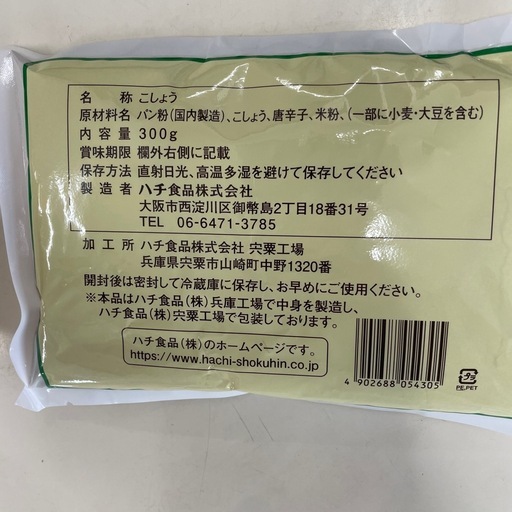 名 称 こしょう
原材料名 パン粉(国内製造)、こしょう、唐辛子、米粉、(一部に小麦・大豆を含む)
内容量 300g
賞味期限 欄外右側に記載
保存方法 直射日光、高温多湿を避けて保存してください
製造者 ハチ食品株式会社
大阪市西淀川区御幣島2丁目18番31号
TEL 06-6471-3785
加工所 ハチ食品株式会社 宍粟工場
兵庫県宍粟市山崎町中野1320番
開封後は密封して冷蔵庫に保存し、お早めにご使用ください。
※本品はハチ食品(株)兵庫工場で中身を製造し、
ハチ食品(株)宍粟工場で包装しております。
ハチ食品(株)のホームページです。
https://www.hachi-shokuhin.co.jp
4 902688 054305
プラ
PE,PET